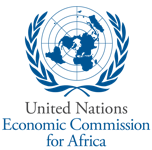 United Nations
Economic Commission
for Africa